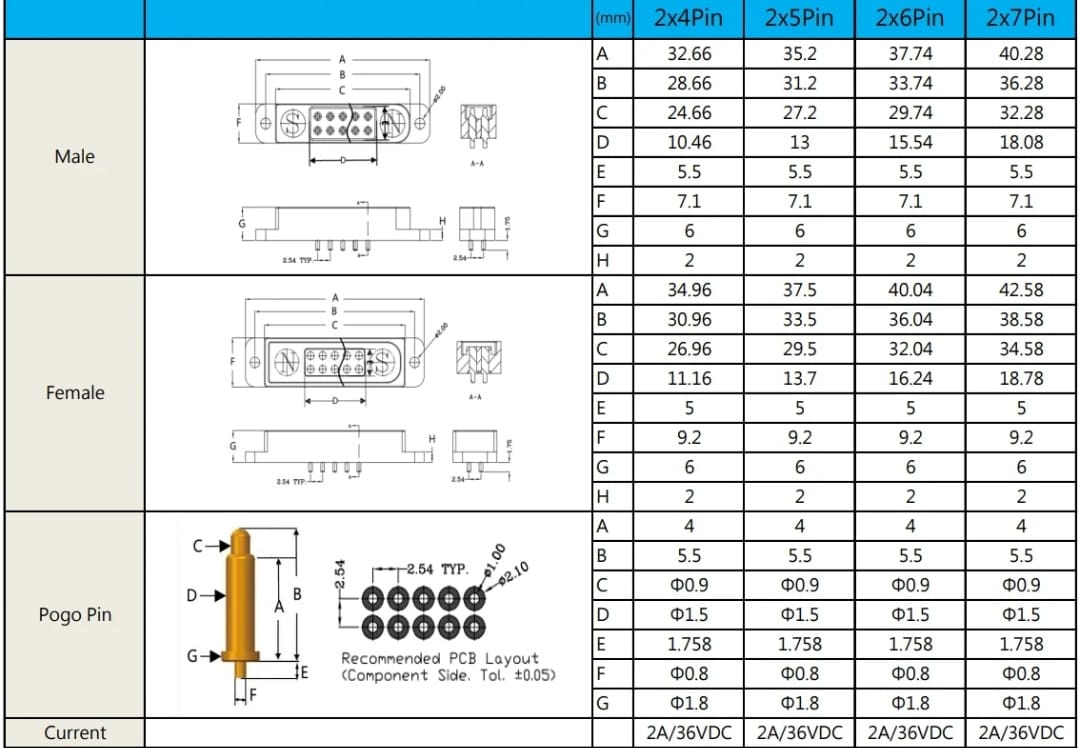 (mm) 2x4Pin 2x5Pin 2x6Pin 2x7Pin
Male
A
B
C
⌀2.00
F
S
N
E
D
A-A
A
G
H
A
1.75
2.54 TYP.
2.54
A 32.66 35.2 37.74 40.28
B 28.66 31.2 33.74 36.28
C 24.66 27.2 29.74 32.28
D 10.46 13 15.54 18.08
E 5.5 5.5 5.5 5.5
F 7.1 7.1 7.1 7.1
G 6 6 6 6
H 2 2 2 2
Female
A
B
C
⌀2.00
F
N
S
D
A-A
A
G
H
A
1.75
2.54 TYP.
2.54
A 34.96 37.5 40.04 42.58
B 30.96 33.5 36.04 38.58
C 26.96 29.5 32.04 34.58
D 11.16 13.7 16.24 18.78
E 5 5 5 5
F 9.2 9.2 9.2 9.2
G 6 6 6 6
H 2 2 2 2
Pogo Pin
C
D
A
B
G
E
F
2.54
2.54 TYP.
⌀1.00
⌀2.10
Recommended PCB Layout
(Component Side. Tol. ±0.05)
A 4 4 4 4
B 5.5 5.5 5.5 5.5
C Φ0.9 Φ0.9 Φ0.9 Φ0.9
D Φ1.5 Φ1.5 Φ1.5 Φ1.5
E 1.758 1.758 1.758 1.758
F Φ0.8 Φ0.8 Φ0.8 Φ0.8
G Φ1.8 Φ1.8 Φ1.8 Φ1.8
Current 2A/36VDC 2A/36VDC 2A/36VDC 2A/36VDC